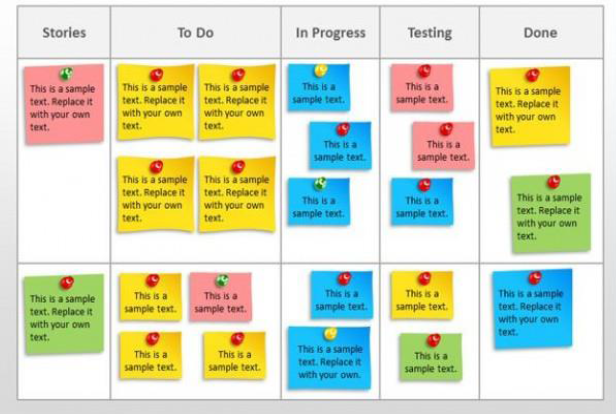 Stories
To Do
In Progress
Testing
Done
This is a sample
text. Replace it
with your own
text.
This is a sample
text. Replace it
with your own
text.
This is a sample
text. Replace it
with your own
text.
This is a sample
text. Replace it
with your own
text.
This is a sample
text. Replace it
with your own
text.
This is a
sample text.
This is a
sample text.
This is a
sample text.
This is a
sample text.
This is a
sample text.
This is a
sample text.
This is a sample
text. Replace it
with your own
text.
This is a sample
text. Replace it
with your own
text.
This is a sample
text. Replace it
with your own
text.
This is a
sample text.
This is a
sample text.
This is a
sample text.
This is a
sample text.
This is a
sample text.
This is a sample
text. Replace it
with your own.
This is a
sample text.
This is a
sample text.
This is a sample
text. Replace it
with your own
text.